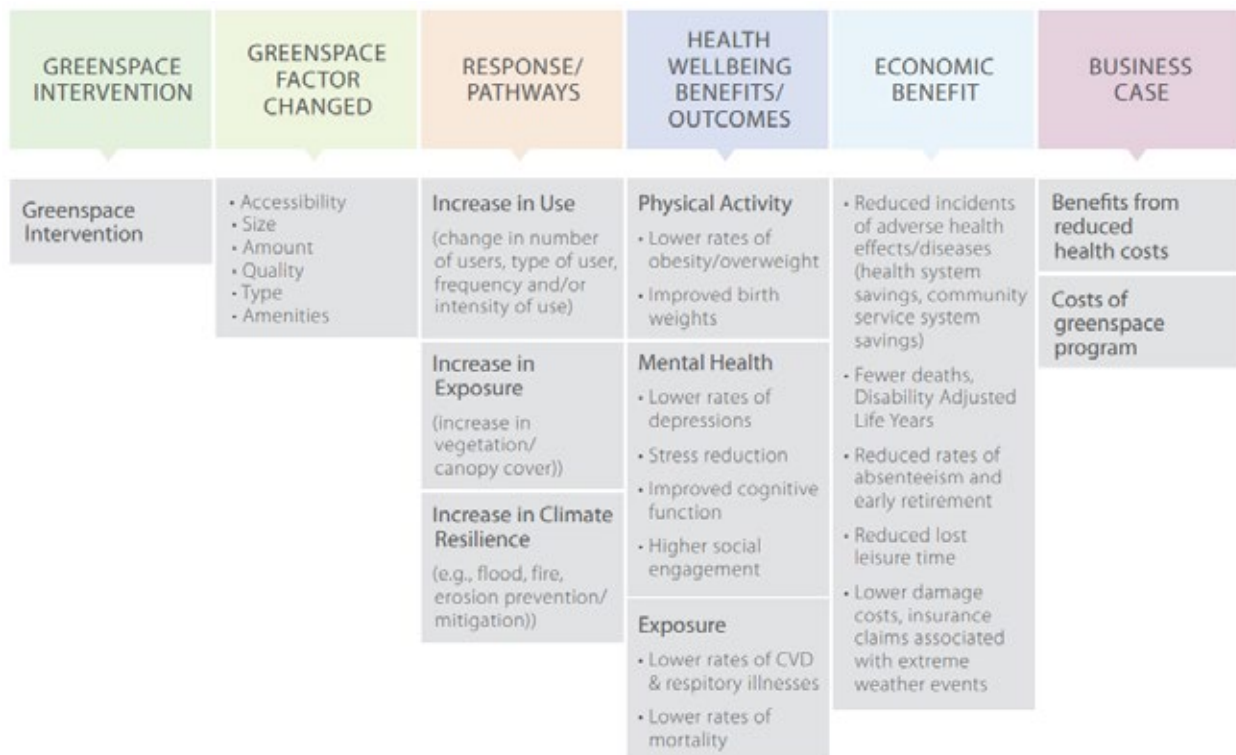 GREENSPACE
INTERVENTION
GREENSPACE
FACTOR
CHANGED
RESPONSE/
PATHWAYS
HEALTH
WELLBEING
BENEFITS/
OUTCOMES
ECONOMIC
BENEFIT
BUSINESS
CASE
Greenspace
Intervention
• Accessibility
• Size
• Amount
• Quality
• Type
• Amenities
Increase in Use
(change in number
of users, type of user,
frequency and/or
intensity of use)
Increase in
Exposure
(increase in
vegetation/
canopy cover))
Increase in Climate
Resilience
(e.g., flood, fire,
erosion prevention/
mitigation))
Physical Activity
• Lower rates of
obesity/overweight
• Improved birth
weights
Mental Health
• Lower rates of
depressions
• Stress reduction
• Improved cognitive
function
• Higher social
engagement
Exposure
• Lower rates of CVD
& respitory illnesses
• Lower rates of
mortality
• Reduced incidents
of adverse health
effects/diseases
(health system
savings, community
service system
savings)
• Fewer deaths,
Disability Adjusted
Life Years
• Reduced rates of
absenteeism and
early retirement
• Reduced lost
leisure time
• Lower damage
costs, insurance
claims associated
with extreme
weather events
Benefits from
reduced
health costs
Costs of
greenspace
program